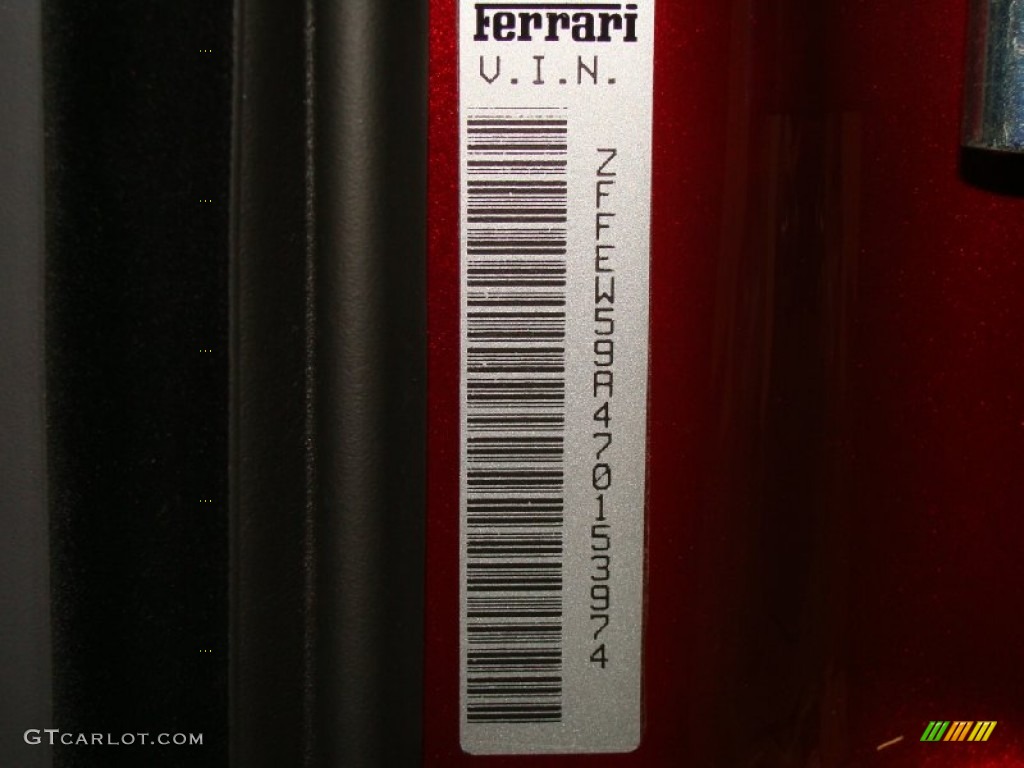 Ferrari
V.I.N.
ZFFEW59A470153974
GTcarlot.com